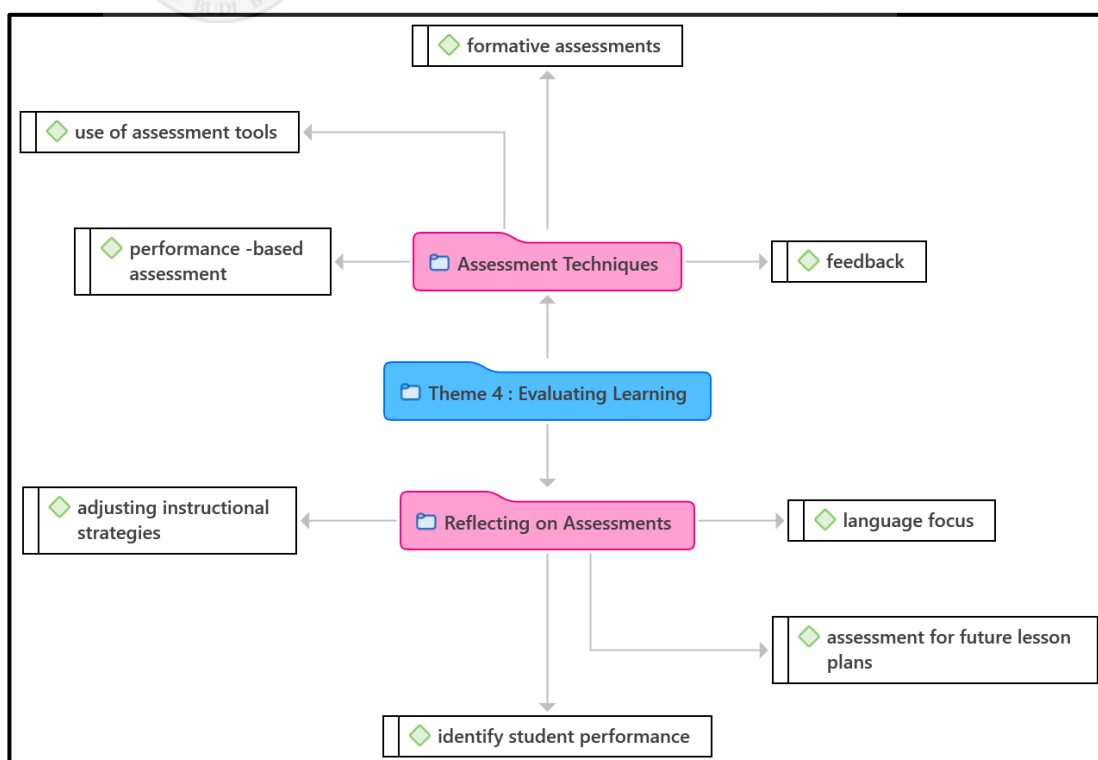 BUDI
formative assessments
use of assessment tools
performance -based
assessment
Assessment Techniques
feedback
Theme 4 : Evaluating Learning
adjusting instructional
strategies
Reflecting on Assessments
language focus
assessment for future lesson
plans
identify student performance